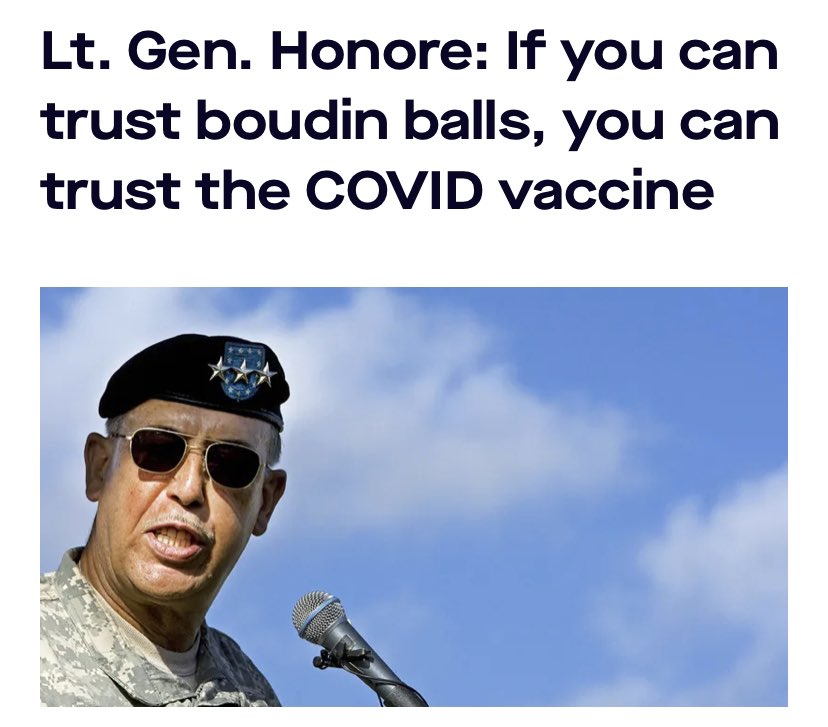 Lt. Gen. Honore: If you can
trust boudin balls, you can
trust the COVID vaccine